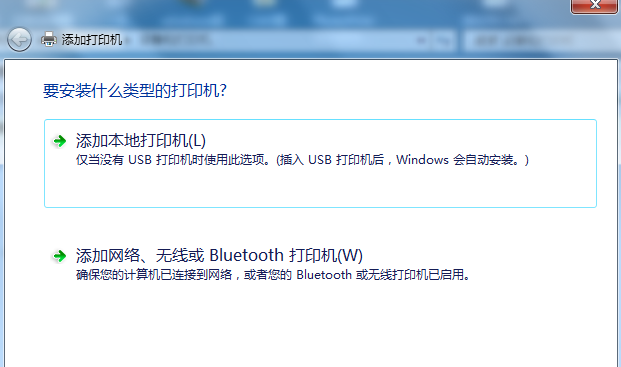 添加打印机
要安装什么类型的打印机?
添加本地打印机(L)
仅当没有 USB 打印机时使用此选项。(插入 USB 打印机后，Windows 会自动安装。)
添加网络、无线或 Bluetooth 打印机(W)
确保您的计算机已连接到网络，或者您的 Bluetooth 或无线打印机已启用。